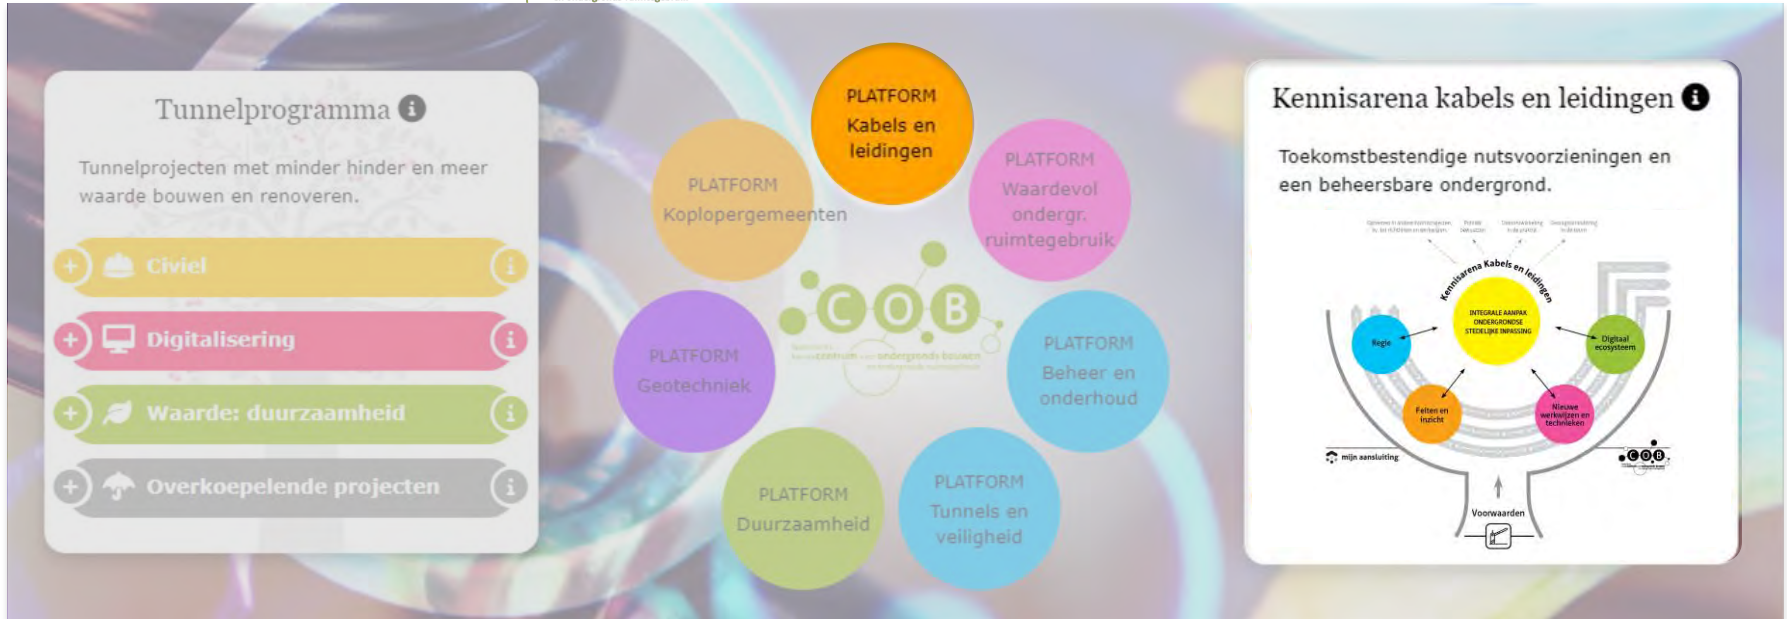 Tunnelprogramma
Tunnelprojecten met minder hinder en meer
waarde bouwen en renoveren.
Civiel
Digitalisering
Waarde: duurzaamheid
Overkoepelende projecten
PLATFORM
Kabels en
leidingen
PLATFORM
Koplopergemeenten
PLATFORM
Waardevol
ondergr.
ruimtegebruik
PLATFORM
Geotechniek
COB
PLATFORM
Beheer en
onderhoud
PLATFORM
Duurzaamheid
PLATFORM
Tunnels en
veiligheid
Kennisarena kabels en leidingen
Toekomstbestendige nutsvoorzieningen en
een beheersbare ondergrond.
Kennisarena Kabels en leidingen
INTEGRALE AANPAK
ONDERGRONDSE
STEDELIJKE INPASSING
Regie
Digitaal
ecosysteem
Feiten en
inzicht
Nieuwe
werkwijzen en
technieken
mijn aansluiting
COB
Voorwaarden